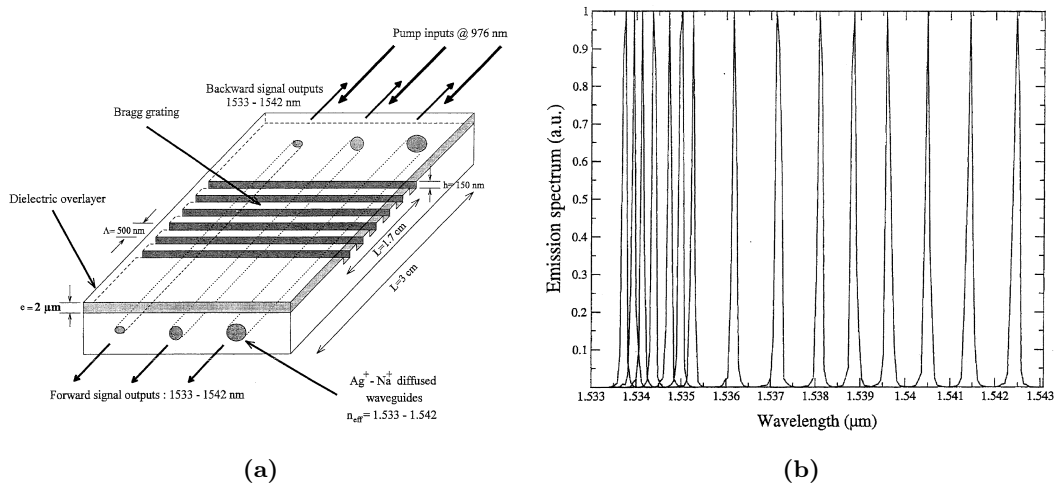 Pump inputs @ 976 nm
Backward signal outputs
1533 - 1542 nm
Bragg grating
h= 150 nm
Dielectric overlayer
Λ= 500 nm
L=1.7 cm
L=3 cm
e = 2 μm
Ag+ - Na+ diffused
waveguides
neff = 1.533 - 1.542
Forward signal outputs : 1533 - 1542 nm
(a)
Emission spectrum (a.u.)
1
0.9
0.8
0.7
0.6
0.5
0.4
0.3
0.2
0.1
1.533 1.534 1.535 1.536 1.537 1.538 1.539 1.54 1.541 1.542 1.543
Wavelength (μm)
(b)